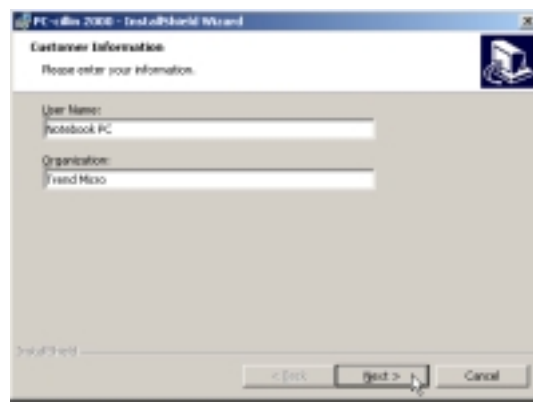 PC-cillin 2000 - InstallShield Wizard
Customer Information
Please enter your information.
User Name:
Notebook PC
Organization:
Trend Micro
InstallShield
< Back
Next >
Cancel